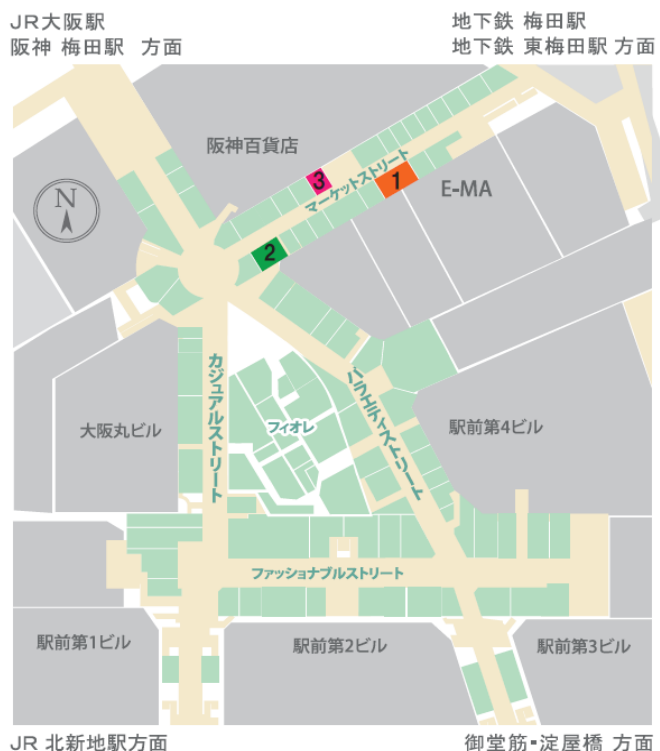 JR大阪駅
阪神 梅田駅 方面
地下鉄 梅田駅
地下鉄 東梅田駅 方面
阪神百貨店
3
マーケットストリート
1
E-MA
N
2
カジュアルストリート
バラエティストリート
フィオレ
大阪丸ビル
駅前第4ビル
ファッショナブルストリート
駅前第1ビル
駅前第2ビル
駅前第3ビル
JR 北新地駅方面
御堂筋・淀屋橋 方面